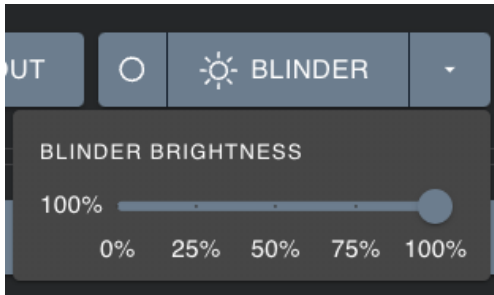 UT
BLINDER
BLINDER BRIGHTNESS
100%
0% 25% 50% 75% 100%